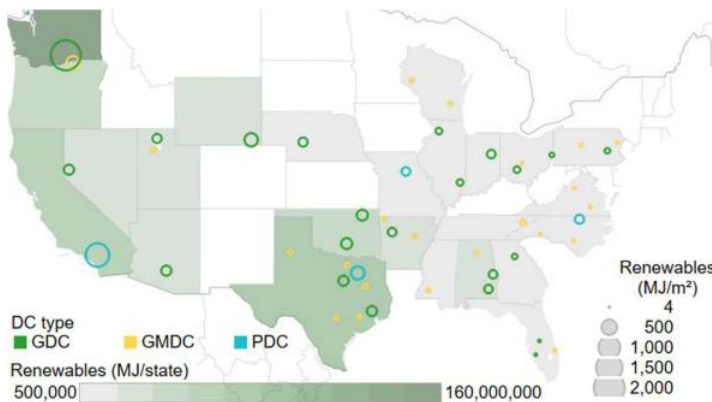 Renewables
(MJ/m²)
4
500
1,000
1,500
2,000
DC type
GDC GMDC PDC
Renewables (MJ/state)
500,000 160,000,000